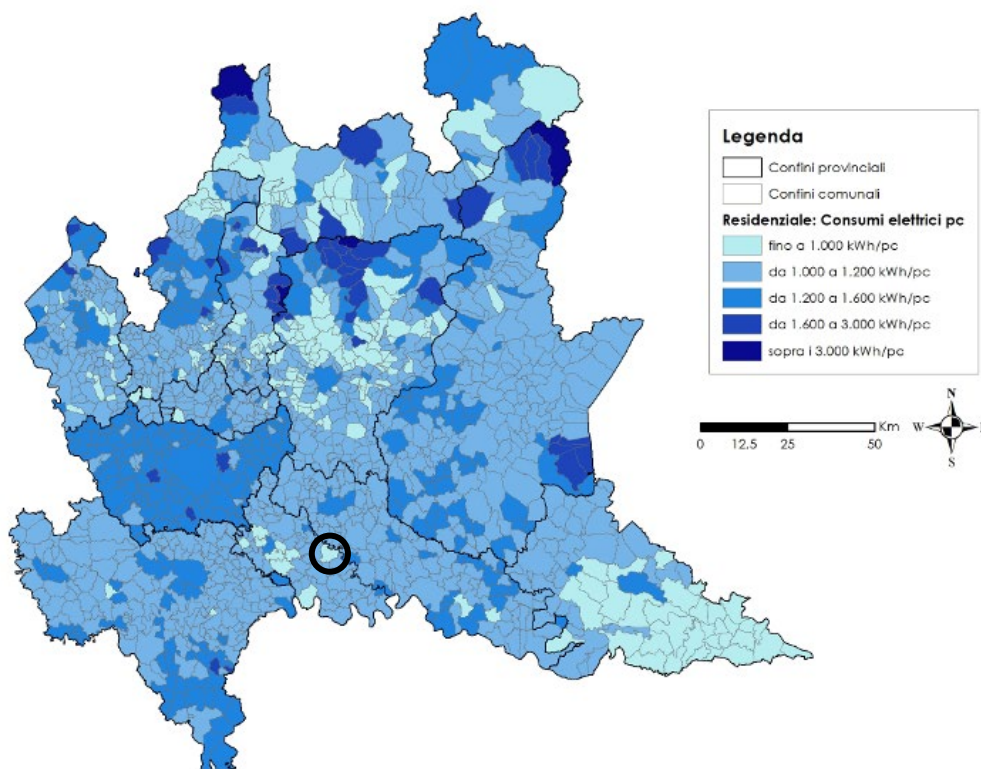 Legenda
Confini provinciali
Confini comunali
Residenziale: Consumi elettrici pc
fino a 1.000 kWh/pc
da 1.000 a 1.200 kWh/pc
da 1.200 a 1.600 kWh/pc
da 1.600 a 3.000 kWh/pc
sopra i 3.000 kWh/pc
N
W
E
S
Km
0 12,5 25 50